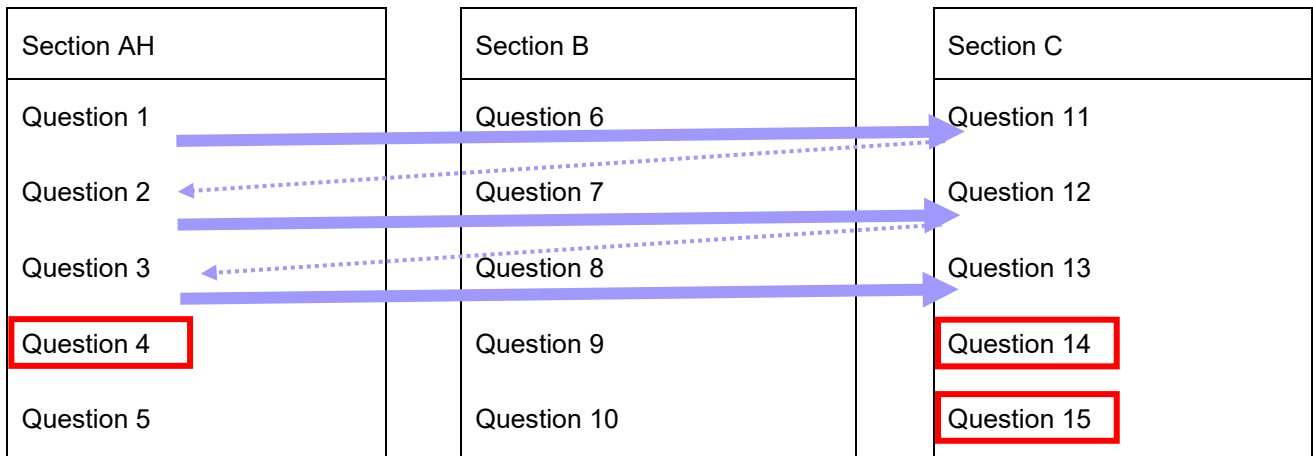 Section AH
Section B
Section C
Question 1
Question 6
Question 11
Question 2
Question 7
Question 12
Question 3
Question 8
Question 13
Question 4
Question 9
Question 14
Question 5
Question 10
Question 15